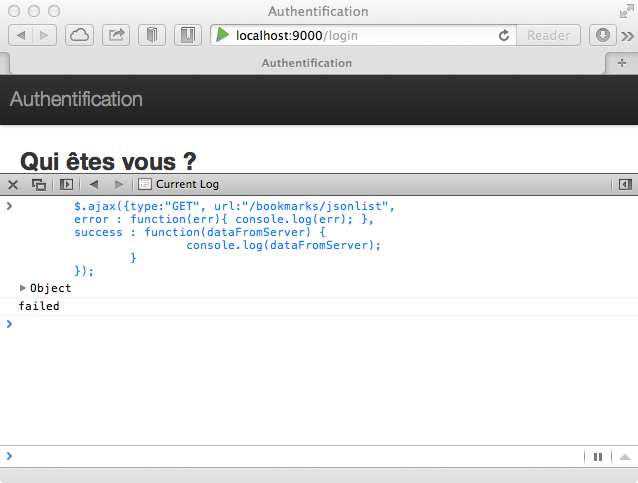 Authentification
localhost:9000/login
Reader
Authentification
Authentification
Qui êtes vous ?
Current Log
$.ajax({type:"GET", url:"/bookmarks/jsonlist",
error : function(err){ console.log(err); },
success : function(dataFromServer) {
console.log(dataFromServer);
}
});
Object
failed